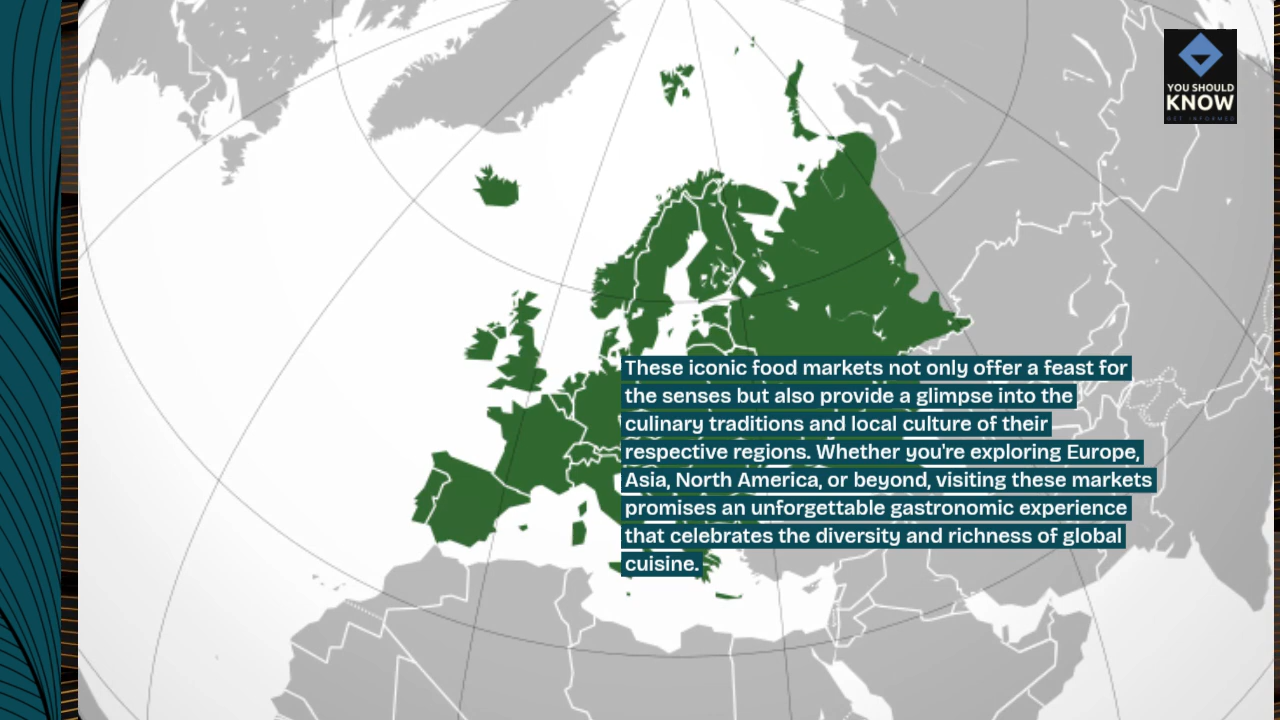 YOU SHOULD
KNOW
GET INFORMED
These iconic food markets not only offer a feast for
the senses but also provide a glimpse into the
culinary traditions and local culture of their
respective regions. Whether you're exploring Europe,
Asia, North America, or beyond, visiting these markets
promises an unforgettable gastronomic experience
that celebrates the diversity and richness of global
cuisine.